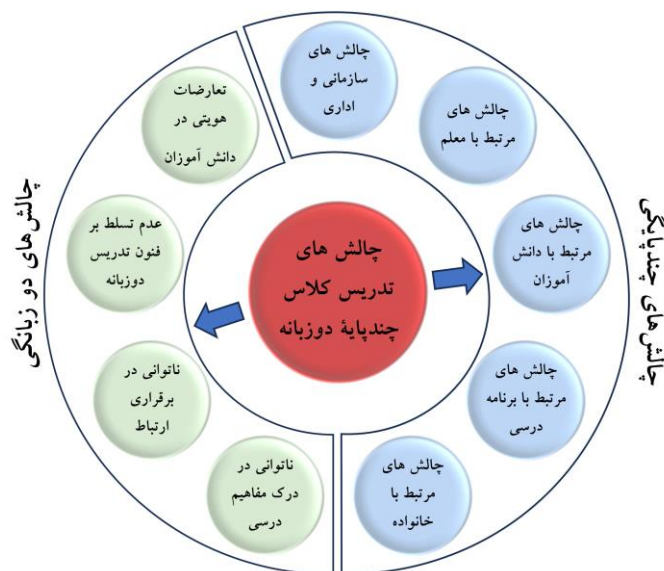 چالش های
تدریس کلاس
چندپایۀ دوزبانه
چالش‌های چندپایگی
چالش های
سازمانی و
اداری
چالش های
مرتبط با معلم
چالش های
مرتبط با دانش
آموزان
چالش های
مرتبط با برنامه
درسی
چالش های
مرتبط با
خانواده
چالش‌های دو زبانگی
تعارضات
هویتی در
دانش آموزان
عدم تسلط بر
فنون تدریس
دوزبانه
ناتوانی در
برقراری
ارتباط
ناتوانی در
درک مفاهیم
درسی